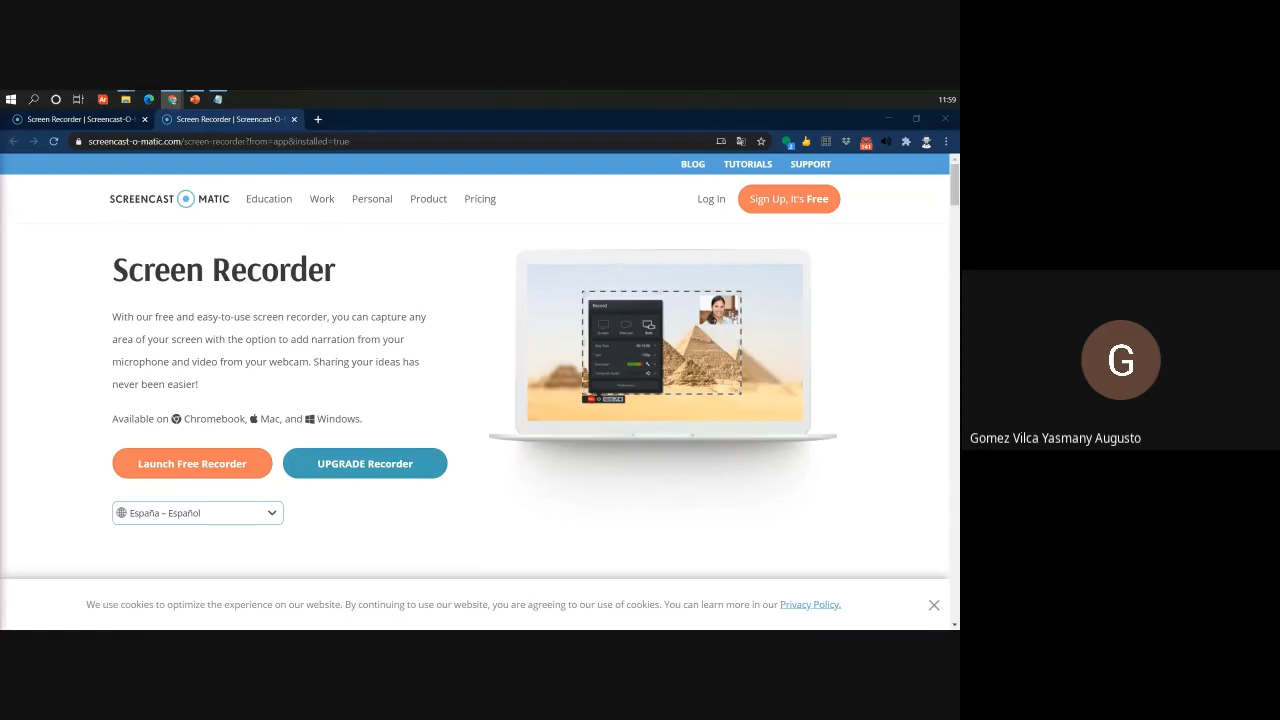 11:59
Screen Recorder | Screencast-O-
Screen Recorder | Screencast-O-M
screencast-o-matic.com/screen-recorder?from=app&installed=true
BLOG TUTORIALS SUPPORT
SCREENCAST MATIC Education Work Personal Product Pricing Log In Sign Up, It's Free
Screen Recorder
With our free and easy-to-use screen recorder, you can capture any
area of your screen with the option to add narration from your
microphone and video from your webcam. Sharing your ideas has
never been easier!
Available on Chromebook, Mac, and Windows.
Launch Free Recorder UPGRADE Recorder
España – Español
Record
We use cookies to optimize the experience on our website. By continuing to use our website, you are agreeing to our use of cookies. You can learn more in our Privacy Policy.
G
Gomez Vilca Yasmany Augusto